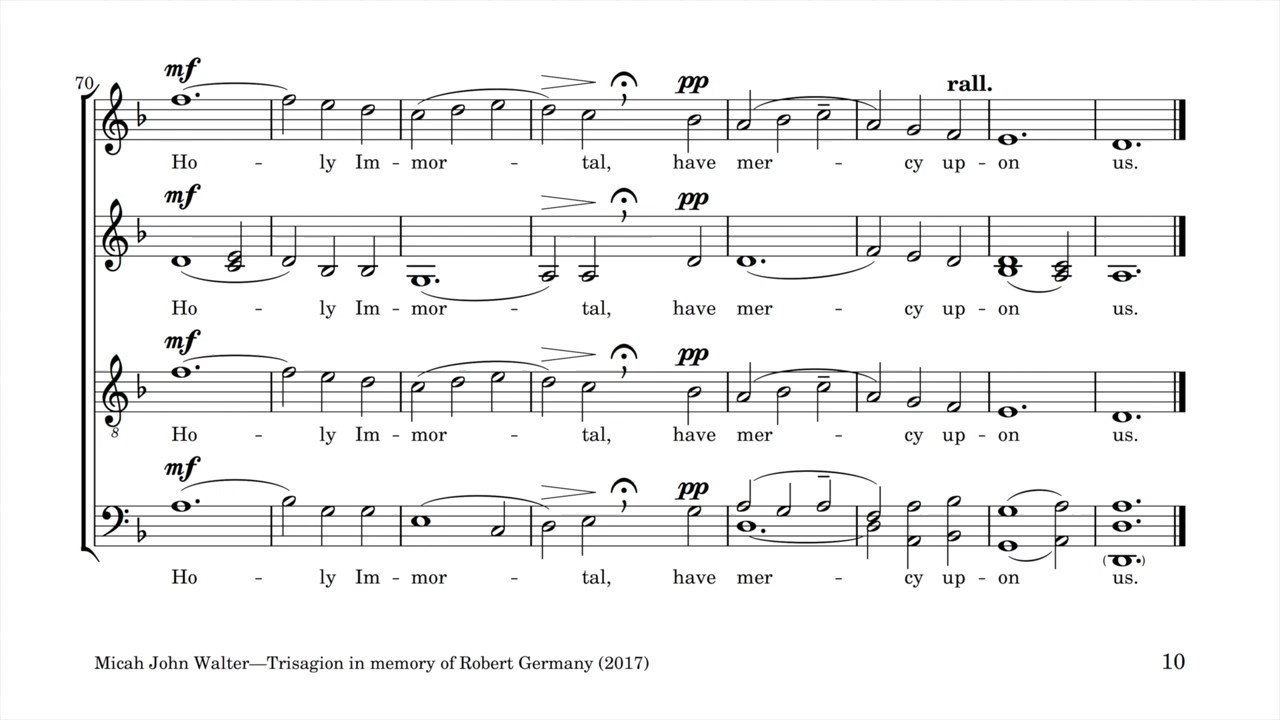 70
mf
rall.
pp
Ho - ly Im - mor - tal, have mer - cy up - on us.
mf
pp
Ho - ly Im - mor - tal, have mer - cy up - on us.
mf
pp
8
Ho - ly Im - mor - tal, have mer - cy up - on us.
mf
pp
Ho - ly Im - mor - tal, have mer - cy up - on us.
Micah John Walter—Trisagion in memory of Robert Germany (2017)
10